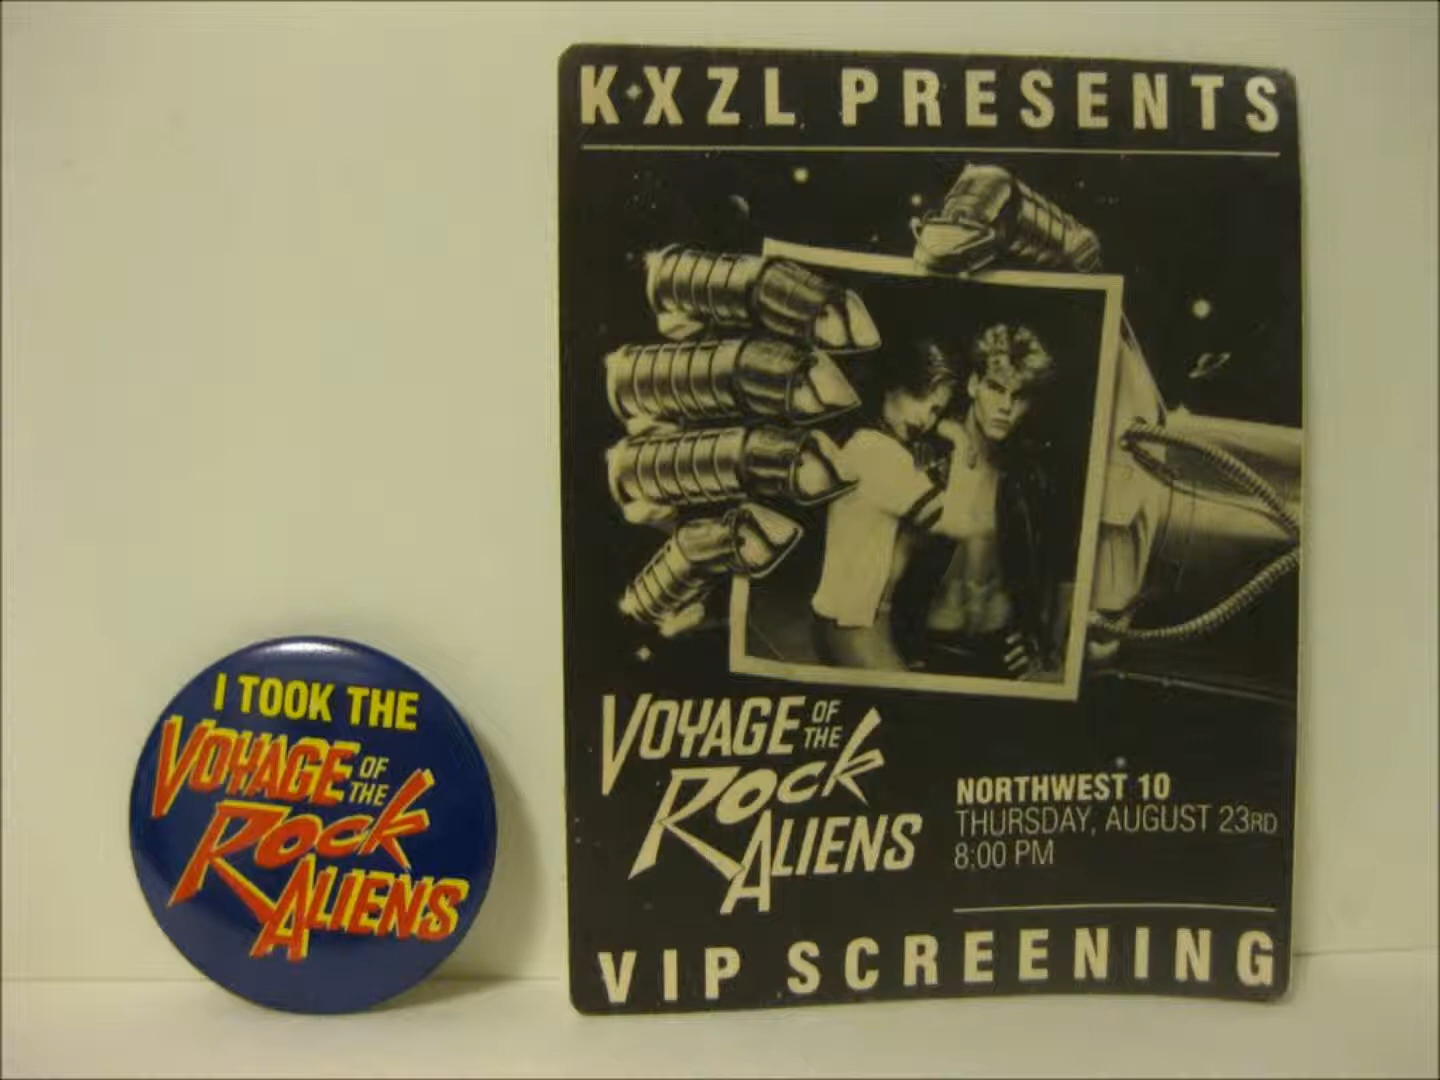 I TOOK THE
VOYAGE OF THE
ROCK
ALIENS
K·XZL PRESENTS
VOYAGE OF THE
ROCK
ALIENS
NORTHWEST 10
THURSDAY, AUGUST 23RD
8:00 PM
VIP SCREENING